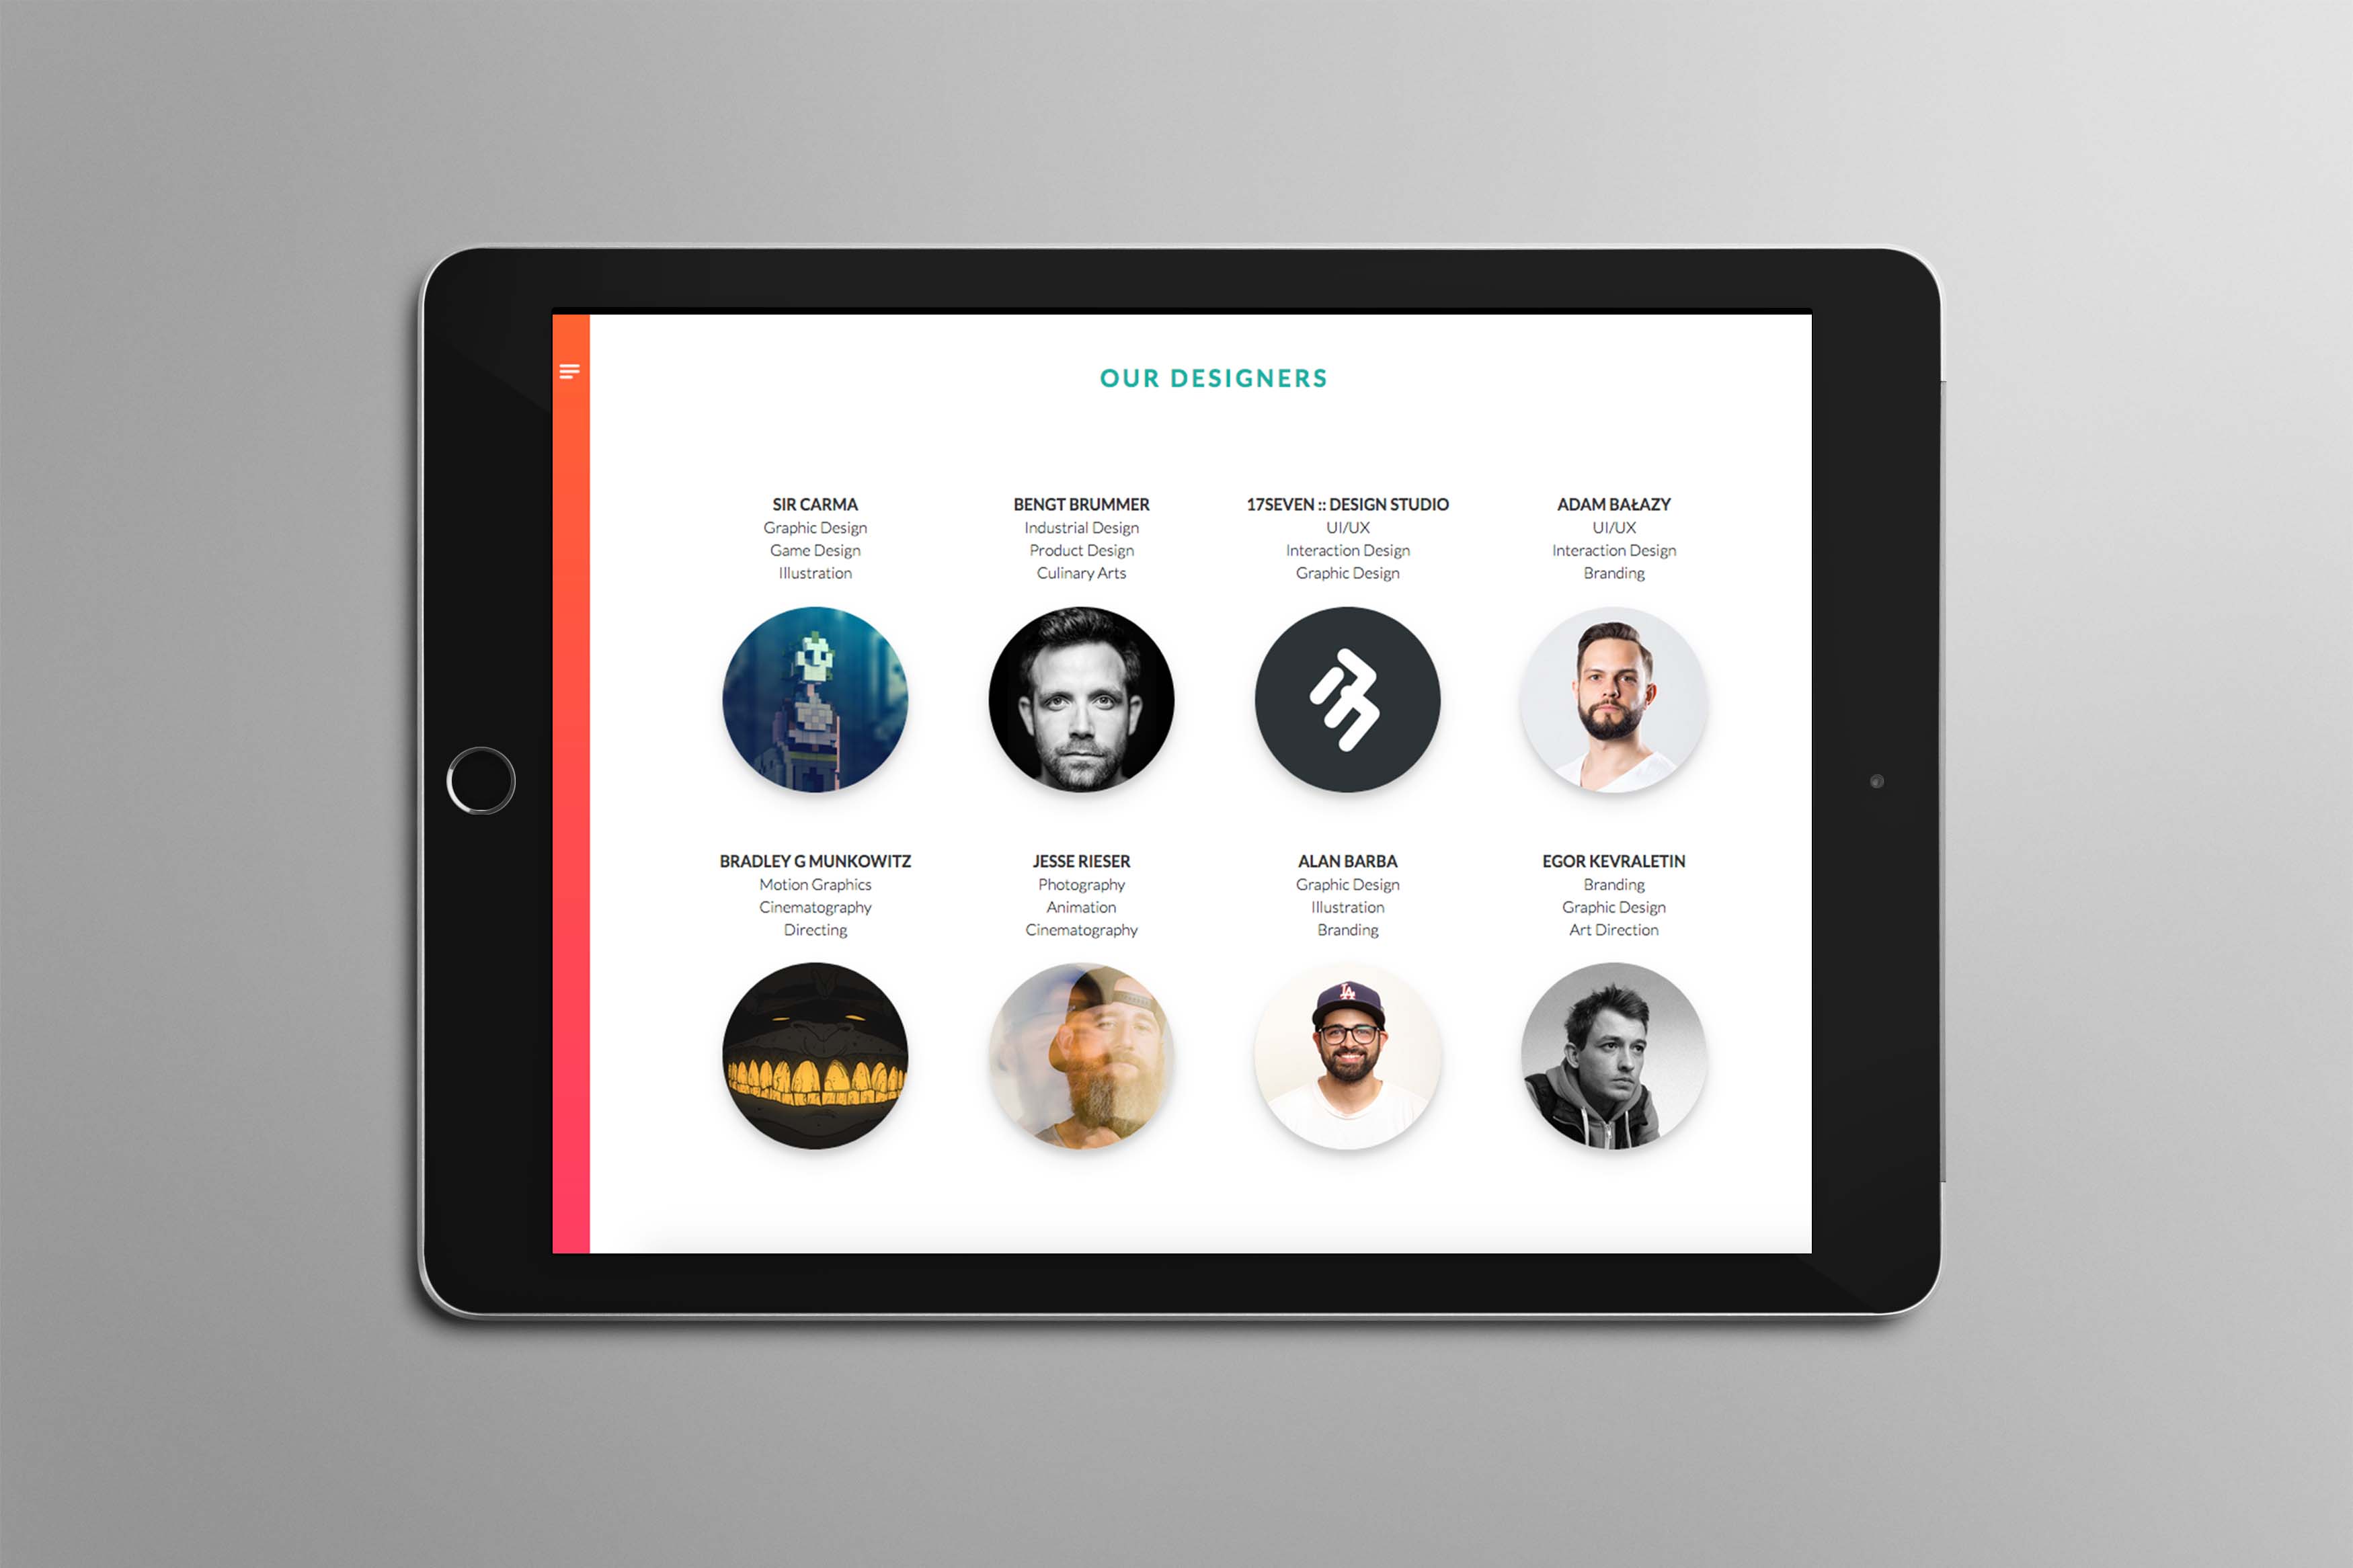 OUR DESIGNERS
SIR CARMA
Graphic Design
Game Design
Illustration
BENGT BRUMMER
Industrial Design
Product Design
Culinary Arts
17SEVEN :: DESIGN STUDIO
UI/UX
Interaction Design
Graphic Design
ADAM BAŁAZY
UI/UX
Interaction Design
Branding
BRADLEY G MUNKOWITZ
Motion Graphics
Cinematography
Directing
JESSE RIESER
Photography
Animation
Cinematography
ALAN BARBA
Graphic Design
Illustration
Branding
LA
EGOR KEVRALETIN
Branding
Graphic Design
Art Direction